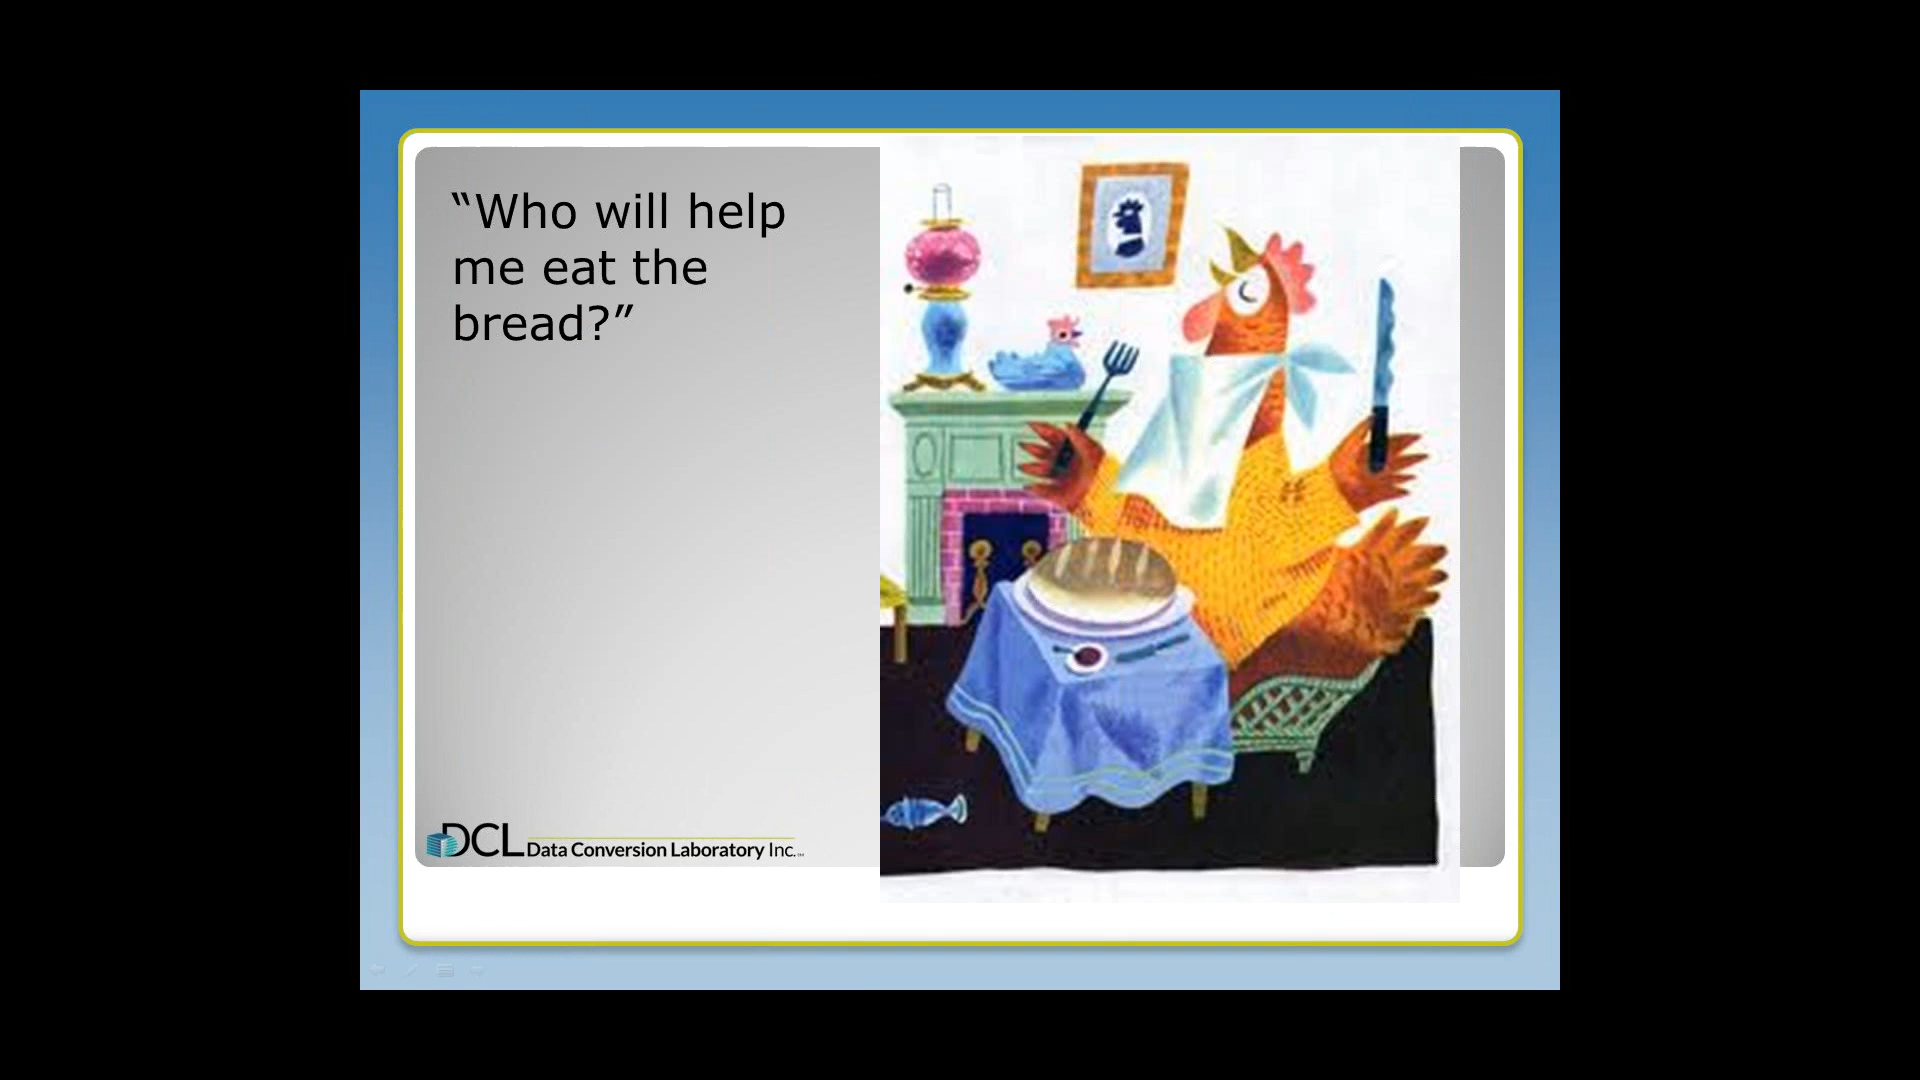 “Who will help
me eat the
bread?”
DCL Data Conversion Laboratory Inc.